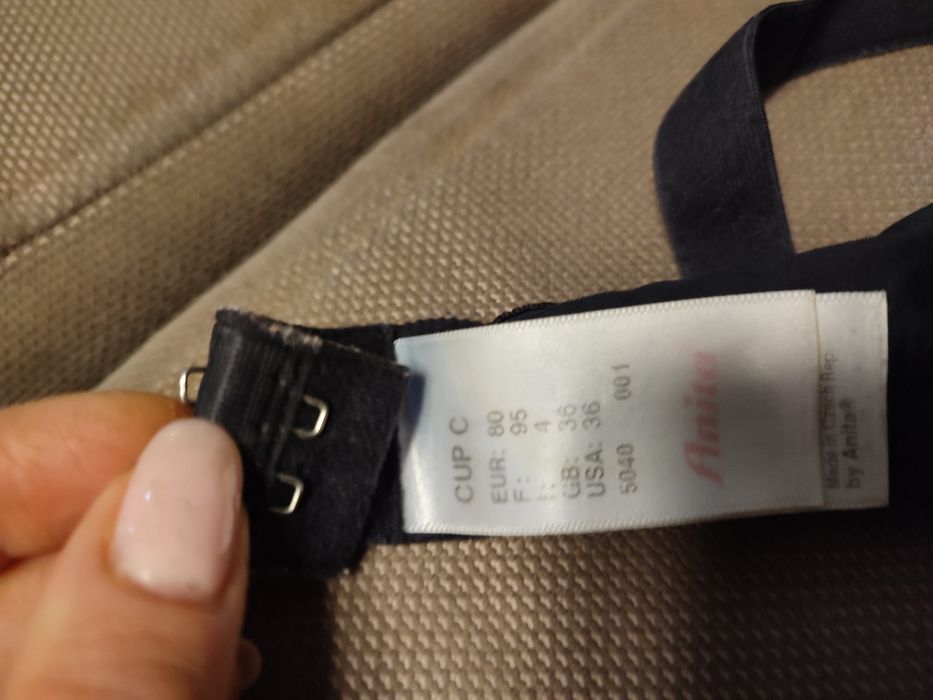 CUP C
EUR: 80
F: 95
I: 4
GB: 36
USA: 36
5040 001
Anita
Made in Czech Rep
by Anita®